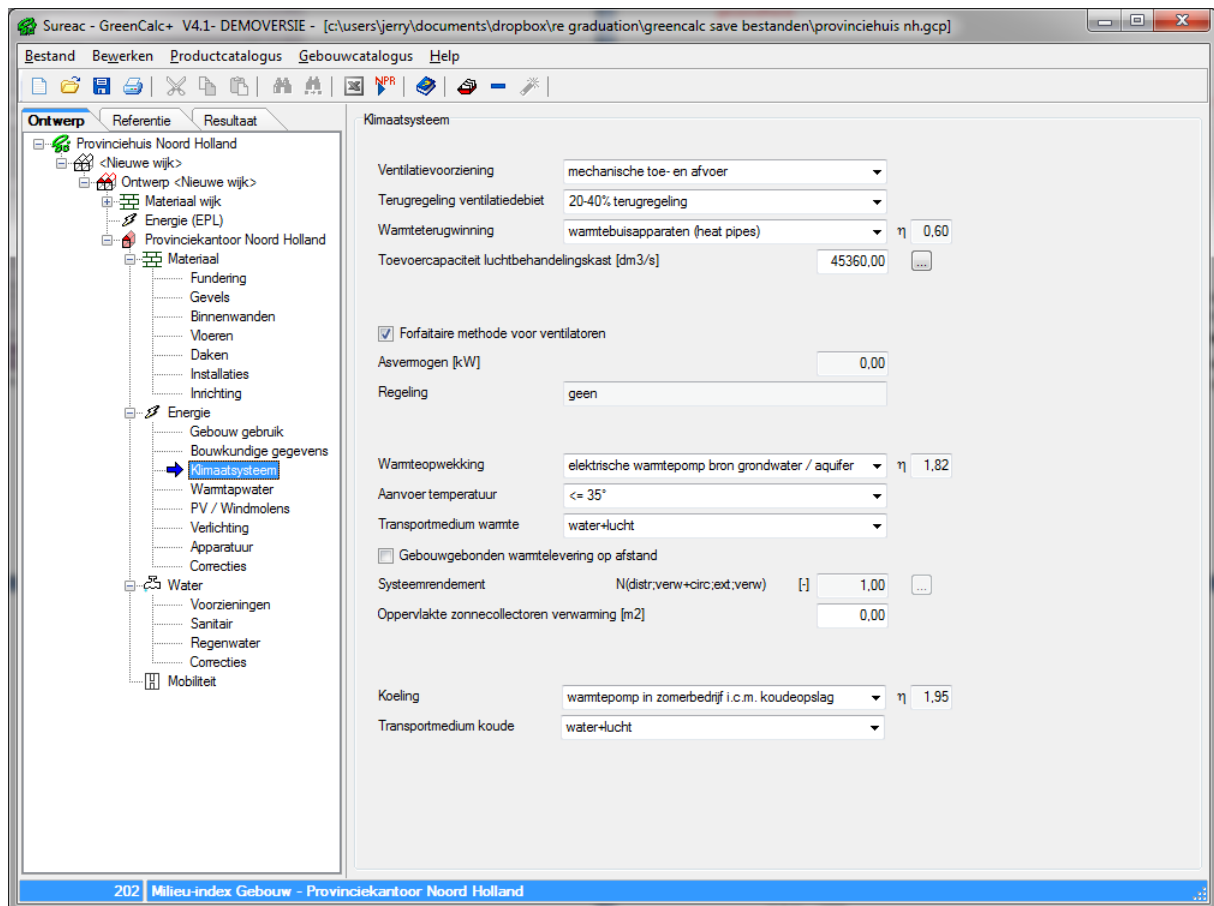 Sureac - GreenCalc+ V4.1- DEMOVERSIE - [c:\users\jerry\documents\dropbox\re graduation\greencalc save bestanden\provinciehuis nh.gcp]
Bestand Bewerken Productcatalogus Gebouwcatalogus Help
NPR
Ontwerp Referentie Resultaat
Provinciehuis Noord Holland
<Nieuwe wijk>
Ontwerp <Nieuwe wijk>
Materiaal wijk
Energie (EPL)
Provinciekantoor Noord Holland
Materiaal
Fundering
Gevels
Binnenwanden
Vloeren
Daken
Installaties
Inrichting
Energie
Gebouw gebruik
Bouwkundige gegevens
Klimaatsysteem
Warmtapwater
PV / Windmolens
Verlichting
Apparatuur
Correcties
Water
Voorzieningen
Sanitair
Regenwater
Correcties
Mobiliteit
Klimaatsysteem
Ventilatievoorziening mechanische toe- en afvoer
Terugregeling ventilatiedebiet 20-40% terugregeling
Warmteterugwinning warmtebuisapparaten (heat pipes) η 0,60
Toevoercapaciteit luchtbehandelingskast [dm3/s] 45360,00 ...
Forfaitaire methode voor ventilatoren
Asvermogen [kW] 0,00
Regeling geen
Warmteopwekking elektrische warmtepomp bron grondwater / aquifer η 1,82
Aanvoer temperatuur <= 35°
Transportmedium warmte water+lucht
Gebouwgebonden warmtelevering op afstand
Systeemrendement N(distr;verw+circ;ext;verw) [-] 1,00 ...
Oppervlakte zonnecollectoren verwarming [m2] 0,00
Koeling warmtepomp in zomerbedrijf i.c.m. koudeopslag η 1,95
Transportmedium koude water+lucht
202 Milieu-index Gebouw - Provinciekantoor Noord Holland